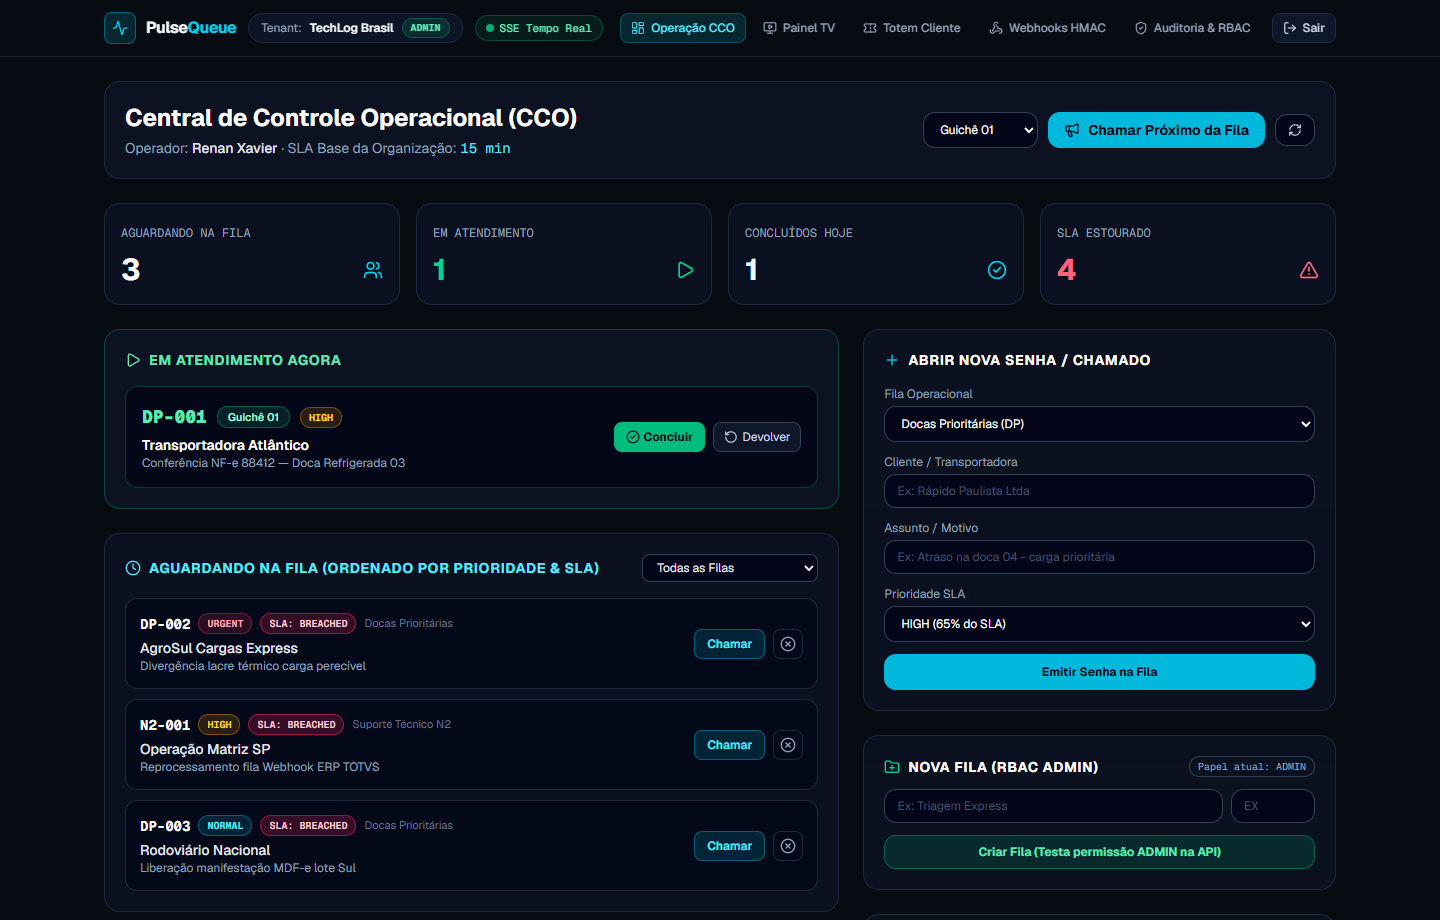 PulseQueue
Tenant: TechLog Brasil ADMIN
SSE Tempo Real
Operação CCO
Painel TV
Totem Cliente
Webhooks HMAC
Auditoria & RBAC
Sair
Central de Controle Operacional (CCO)
Operador: Renan Xavier · SLA Base da Organização: 15 min
Guichê 01
Chamar Próximo da Fila
AGUARDANDO NA FILA
3
EM ATENDIMENTO
1
CONCLUÍDOS HOJE
1
SLA ESTOURADO
4
EM ATENDIMENTO AGORA
DP-001 Guichê 01 HIGH
Transportadora Atlântico
Conferência NF-e 88412 — Doca Refrigerada 03
Concluir
Devolver
AGUARDANDO NA FILA (ORDENADO POR PRIORIDADE & SLA)
Todas as Filas
DP-002 URGENT SLA: BREACHED Docas Prioritárias
AgroSul Cargas Express
Divergência lacre térmico carga perecível
Chamar
N2-001 HIGH SLA: BREACHED Suporte Técnico N2
Operação Matriz SP
Reprocessamento fila Webhook ERP TOTVS
Chamar
DP-003 NORMAL SLA: BREACHED Docas Prioritárias
Rodoviário Nacional
Liberação manifestação MDF-e lote Sul
Chamar
ABRIR NOVA SENHA / CHAMADO
Fila Operacional
Docas Prioritárias (DP)
Cliente / Transportadora
Ex: Rápido Paulista Ltda
Assunto / Motivo
Ex: Atraso na doca 04 - carga prioritária
Prioridade SLA
HIGH (65% do SLA)
Emitir Senha na Fila
NOVA FILA (RBAC ADMIN)
Papel atual: ADMIN
Ex: Triagem Express
EX
Criar Fila (Testa permissão ADMIN na API)